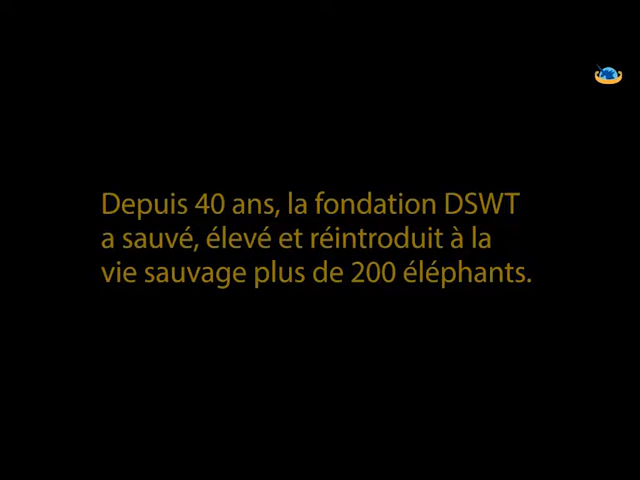 Depuis 40 ans, la fondation DSWT
a sauvé, élevé et réintroduit à la
vie sauvage plus de 200 éléphants.